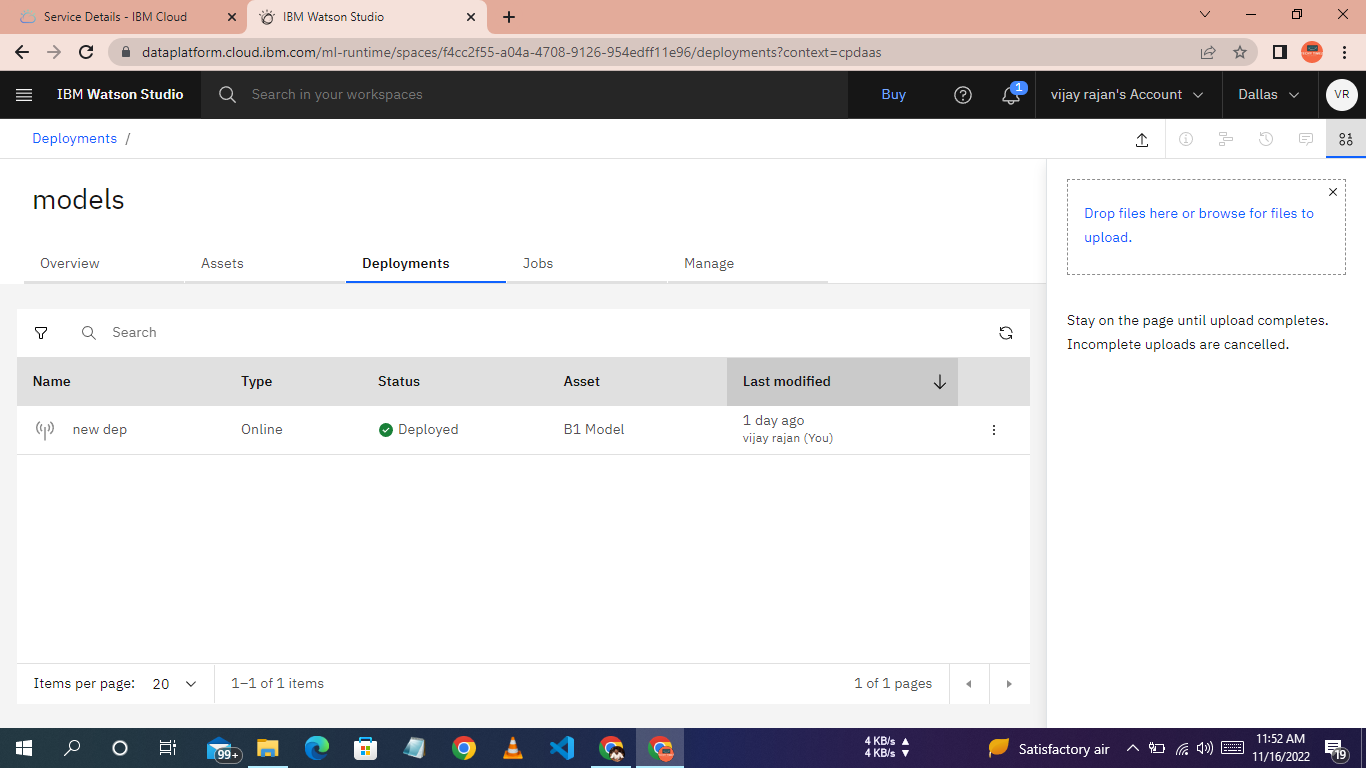 Service Details - IBM Cloud
IBM Watson Studio
dataplatform.cloud.ibm.com/ml-runtime/spaces/f4cc2f55-a04a-4708-9126-954edff11e96/deployments?context=cpdaas
IBM Watson Studio
Search in your workspaces
Buy
1
vijay rajan's Account
Dallas
VR
Deployments /
models
Overview
Assets
Deployments
Jobs
Manage
Drop files here or browse for files to
upload.
Stay on the page until upload completes.
Incomplete uploads are cancelled.
Search
Name
Type
Status
Asset
Last modified
new dep
Online
Deployed
B1 Model
1 day ago
vijay rajan (You)
Items per page: 20
1–1 of 1 items
1 of 1 pages
99+
4 KB/s
4 KB/s
Satisfactory air
11:52 AM
11/16/2022
19